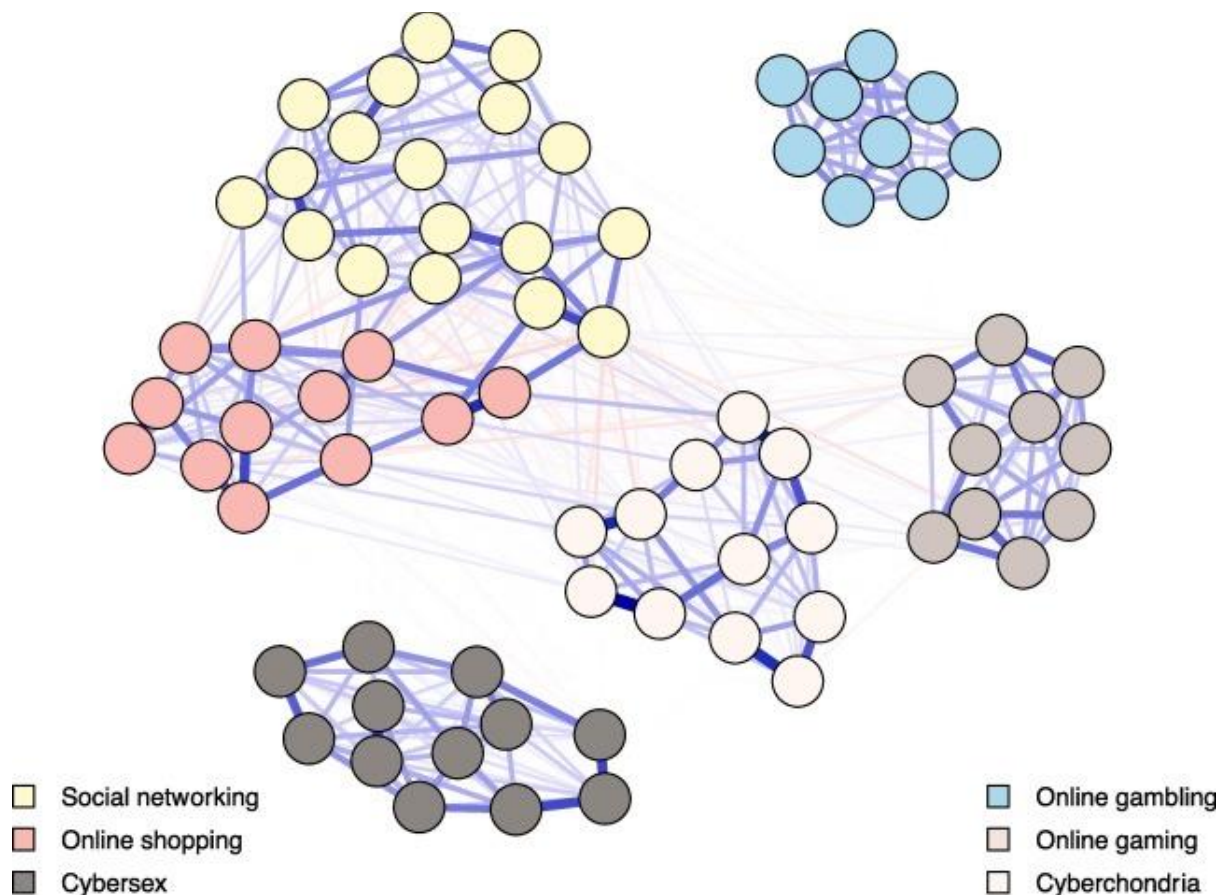 Social networking
Online shopping
Cybersex
Online gambling
Online gaming
Cyberchondria